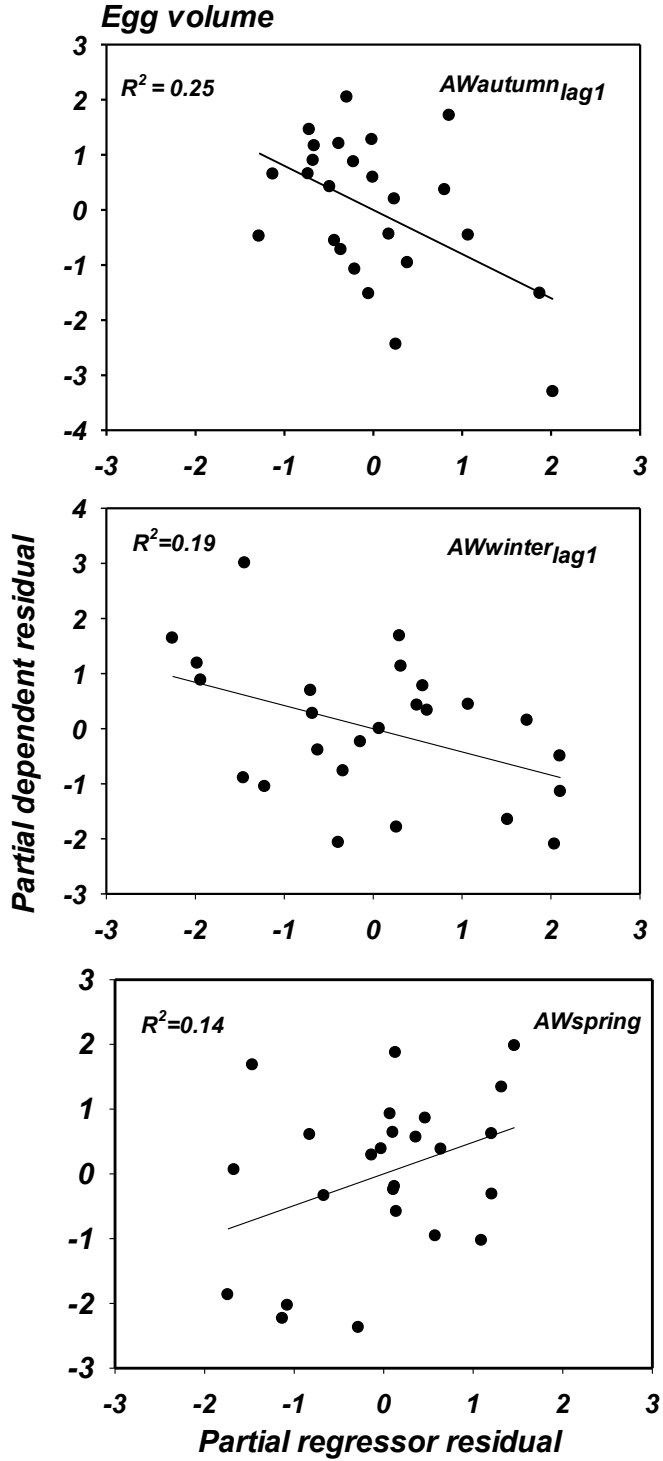 Egg volume
R² = 0.25
AWautumn_lag1
3
2
1
0
-1
-2
-3
-4
-3 -2 -1 0 1 2 3
Partial dependent residual
R²=0.19
AWwinter_lag1
4
3
2
1
0
-1
-2
-3
-3 -2 -1 0 1 2 3
R²=0.14
AWspring
3
2
1
0
-1
-2
-3
-3 -2 -1 0 1 2 3
Partial regressor residual